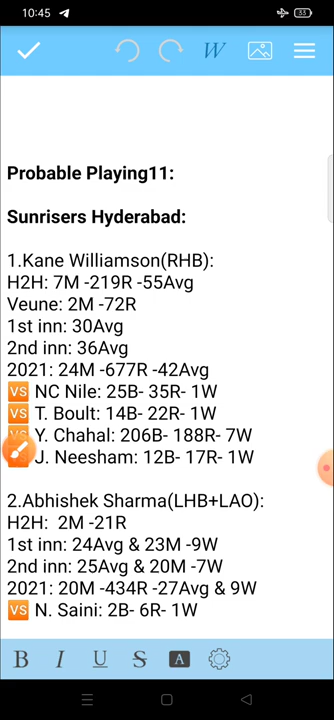 10:45
33
W
Probable Playing11:
Sunrisers Hyderabad:
1.Kane Williamson(RHB):
H2H: 7M -219R -55Avg
Veune: 2M -72R
1st inn: 30Avg
2nd inn: 36Avg
2021: 24M -677R -42Avg
🆚 NC Nile: 25B- 35R- 1W
🆚 T. Boult: 14B- 22R- 1W
🆚 Y. Chahal: 206B- 188R- 7W
🆚 J. Neesham: 12B- 17R- 1W
2.Abhishek Sharma(LHB+LAO):
H2H:  2M -21R
1st inn: 24Avg & 23M -9W
2nd inn: 25Avg & 20M -7W
2021: 20M -434R -27Avg & 9W
🆚 N. Saini: 2B- 6R- 1W
B I U S A